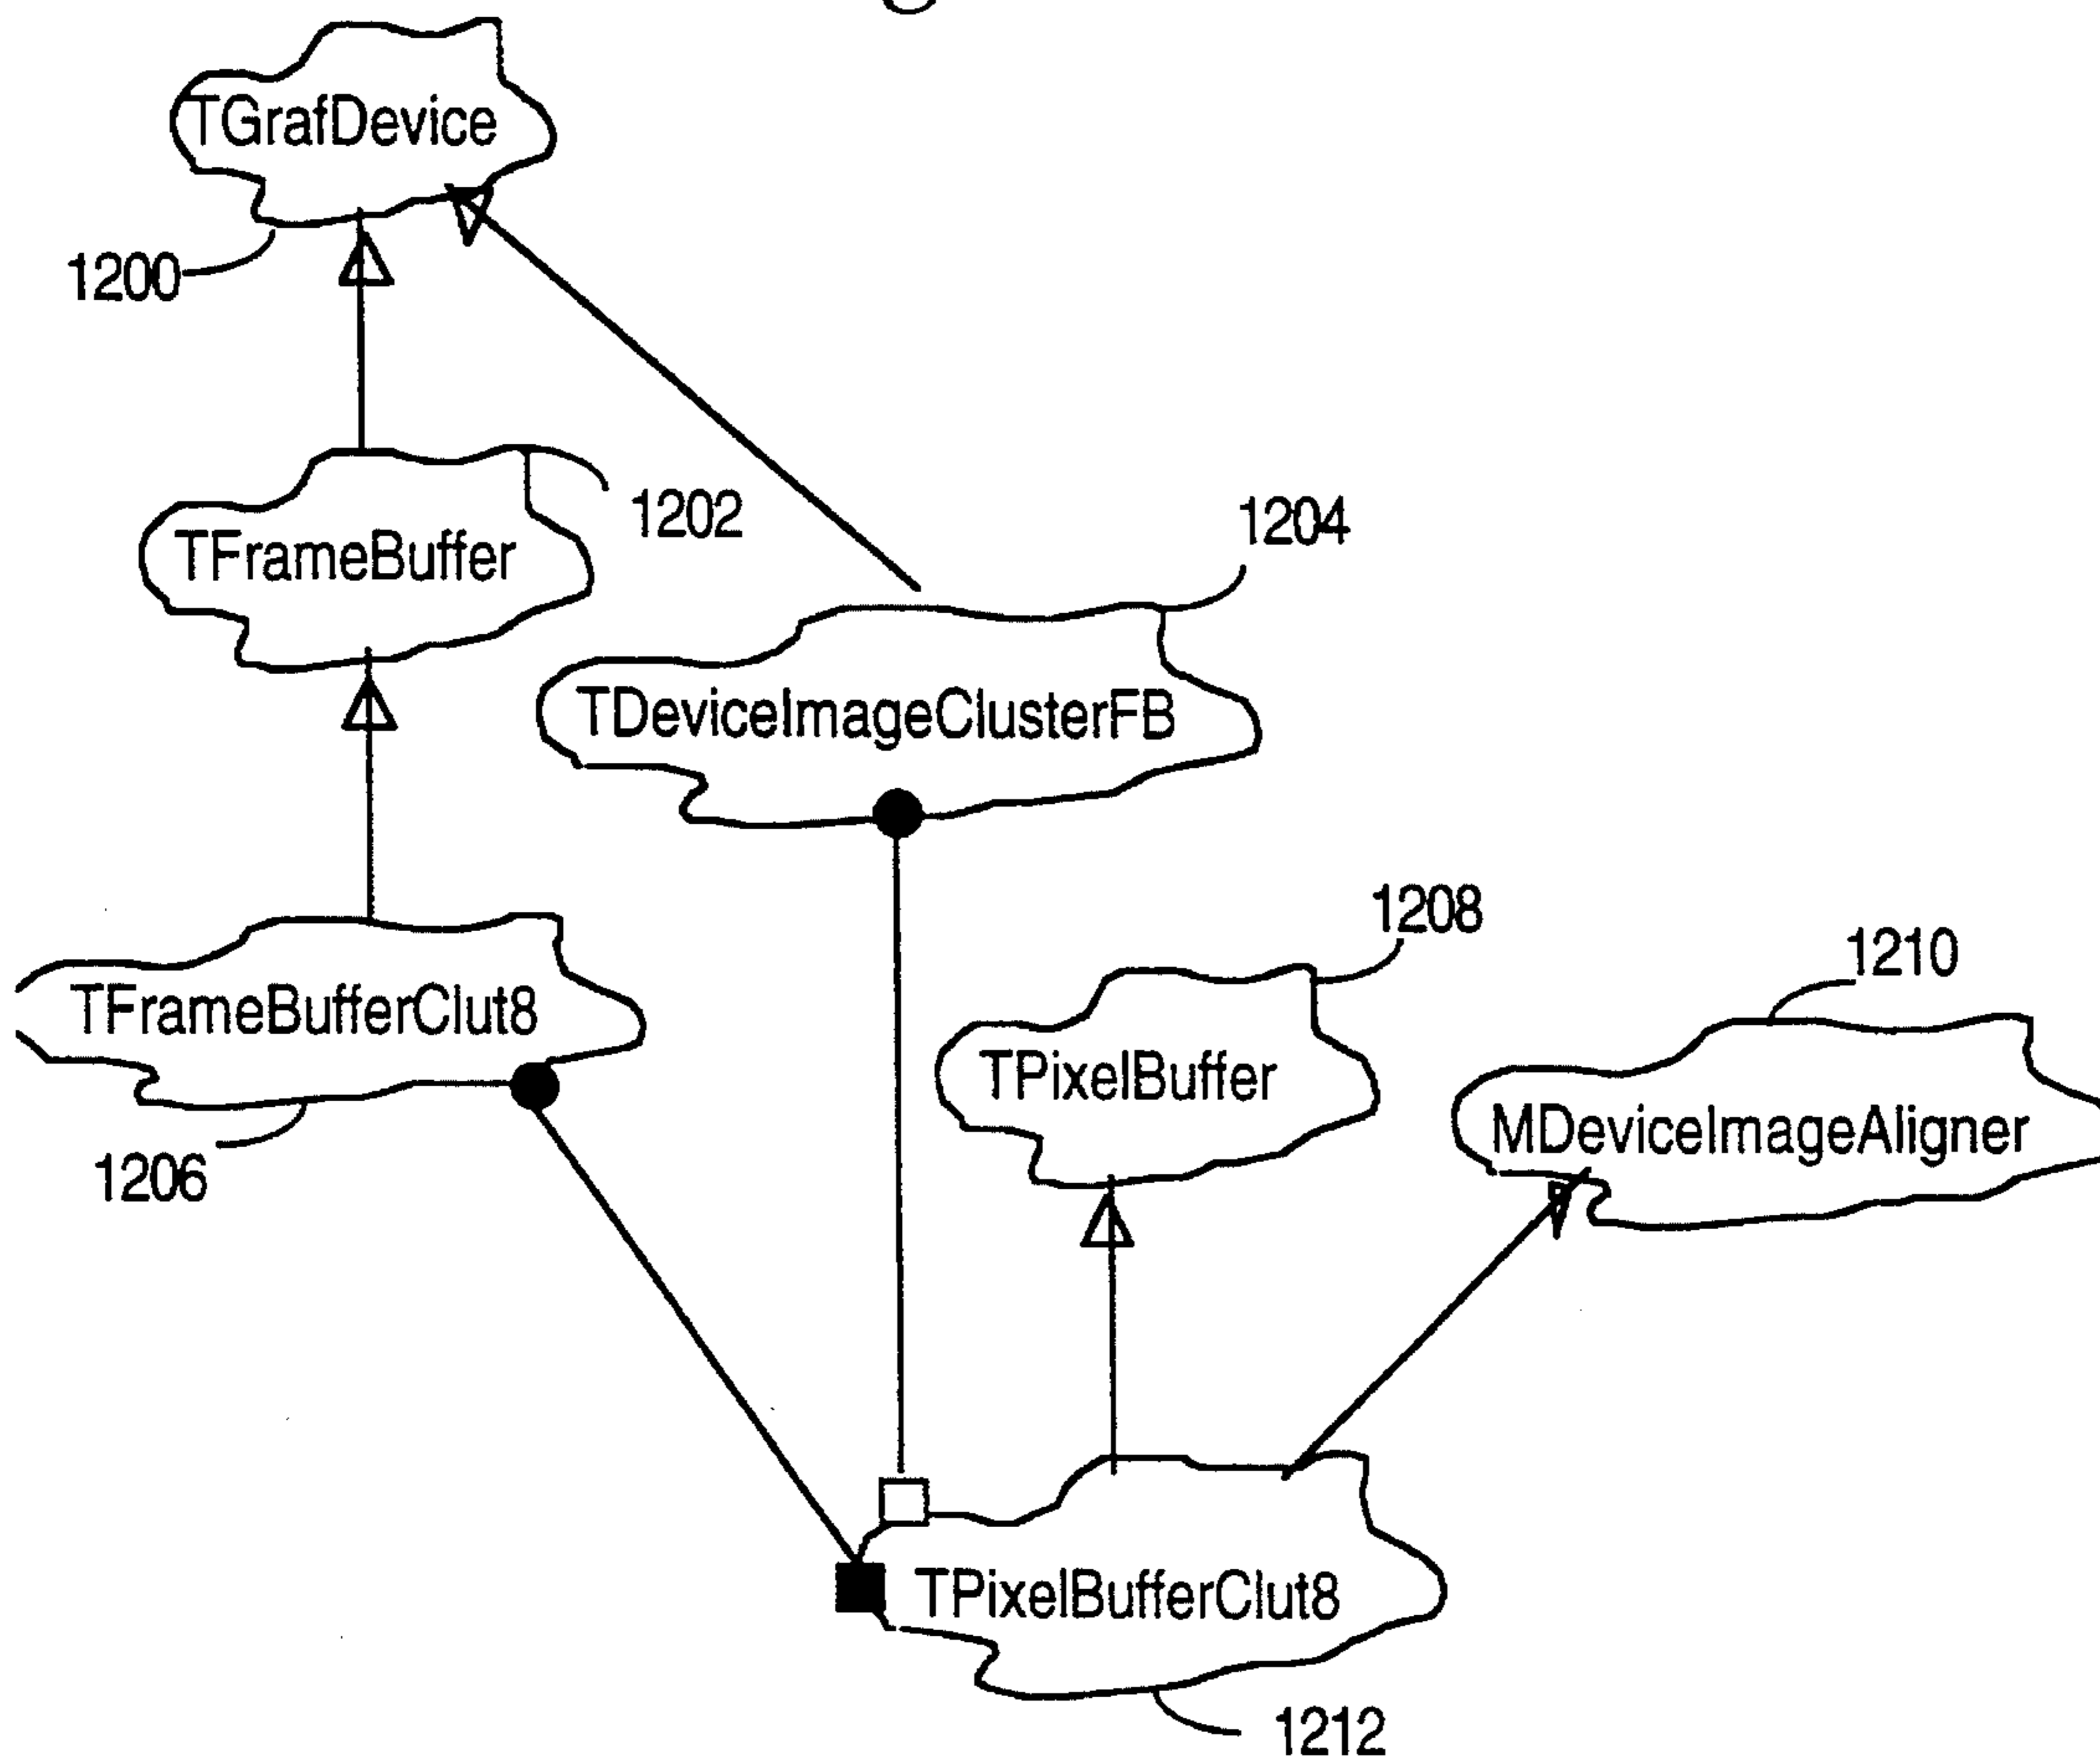 TGrafDevice
1200
1202
TFrameBuffer
1204
TDeviceImageClusterFB
1208
1210
TFrameBufferClut8
TPixelBuffer
MDeviceImageAligner
1206
TPixelBufferClut8
1212